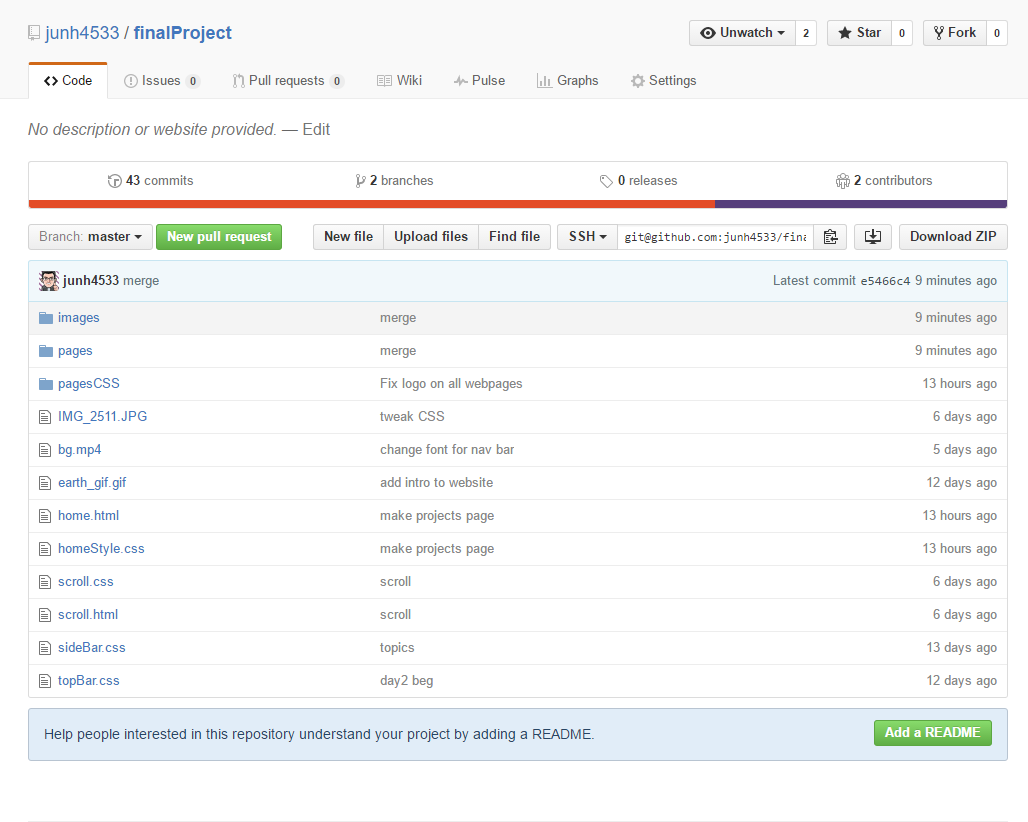 junh4533 / finalProject
Unwatch 2 Star 0 Fork 0
Code Issues 0 Pull requests 0 Wiki Pulse Graphs Settings
No description or website provided. — Edit
43 commits 2 branches 0 releases 2 contributors
Branch: master New pull request New file Upload files Find file SSH git@github.com:junh4533/fina Download ZIP
junh4533 merge Latest commit e5466c4 9 minutes ago
images merge 9 minutes ago
pages merge 9 minutes ago
pagesCSS Fix logo on all webpages 13 hours ago
IMG_2511.JPG tweak CSS 6 days ago
bg.mp4 change font for nav bar 5 days ago
earth_gif.gif add intro to website 12 days ago
home.html make projects page 13 hours ago
homeStyle.css make projects page 13 hours ago
scroll.css scroll 6 days ago
scroll.html scroll 6 days ago
sideBar.css topics 13 days ago
topBar.css day2 beg 12 days ago
Help people interested in this repository understand your project by adding a README. Add a README